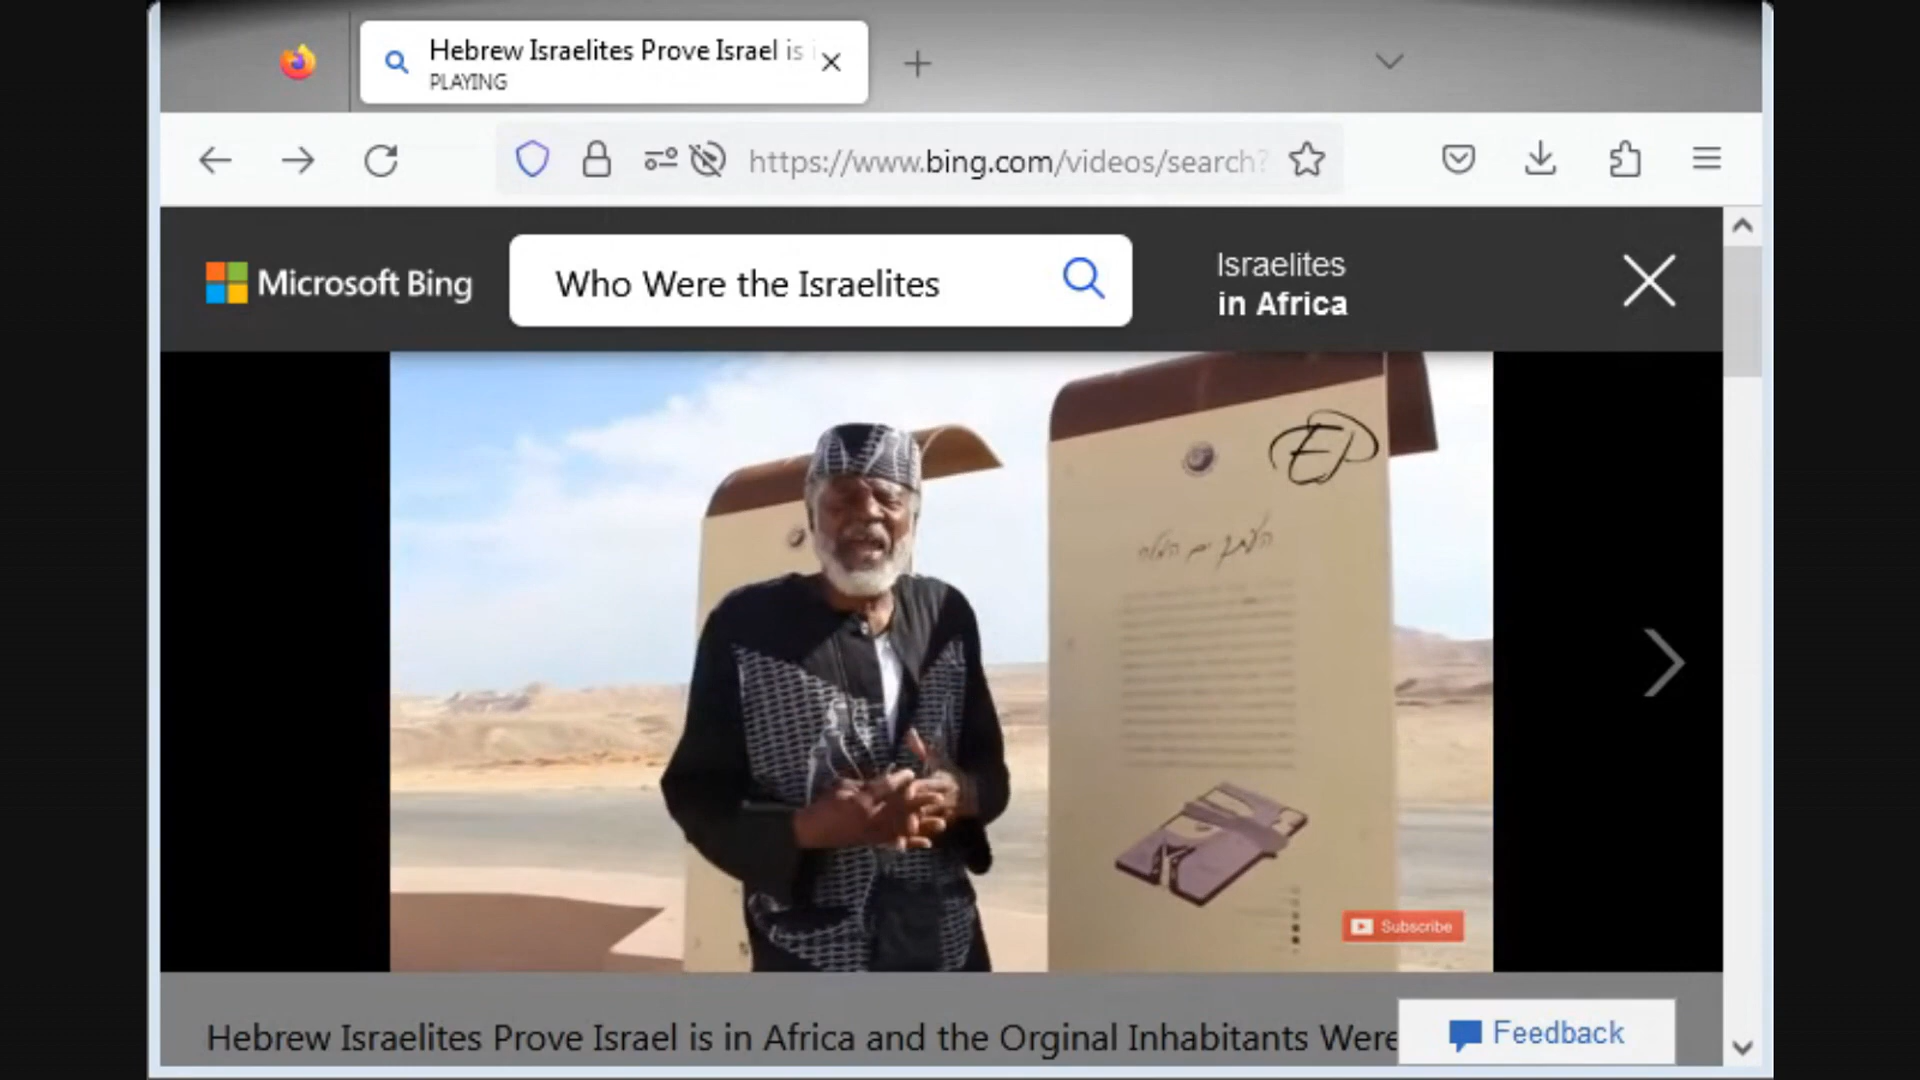 Hebrew Israelites Prove Israel is
PLAYING
https://www.bing.com/videos/search?
Microsoft Bing
Who Were the Israelites
Israelites
in Africa
EJ
Subscribe
Hebrew Israelites Prove Israel is in Africa and the Orginal Inhabitants Were
Feedback